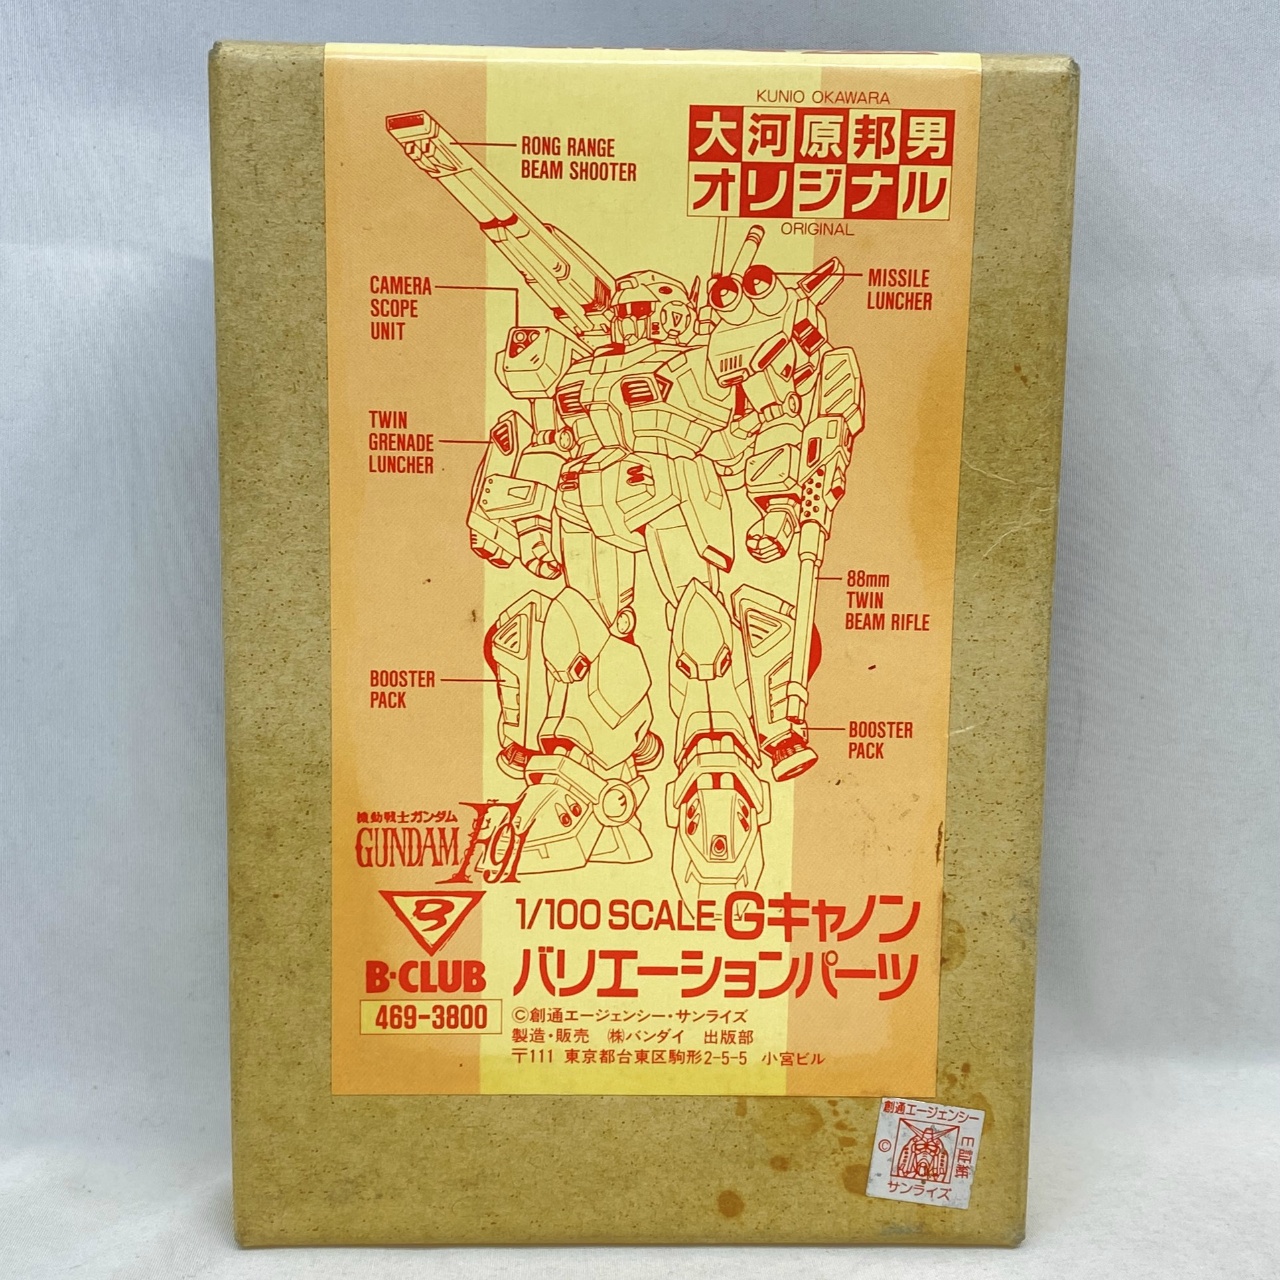 KUNIO OKAWARA
大河原邦男
オリジナル
ORIGINAL
RONG RANGE
BEAM SHOOTER
CAMERA
SCOPE
UNIT
MISSILE
LUNCHER
TWIN
GRENADE
LUNCHER
88mm
TWIN
BEAM RIFLE
BOOSTER
PACK
BOOSTER
PACK
機動戦士ガンダム
GUNDAM F91
B-CLUB
469-3800
1/100 SCALE Gキャノン
バリエーションパーツ
©創通エージェンシー・サンライズ
製造・販売 ㈱バンダイ 出版部
〒111 東京都台東区駒形2-5-5 小宮ビル
創通エージェンシー
©
証紙
サンライズ